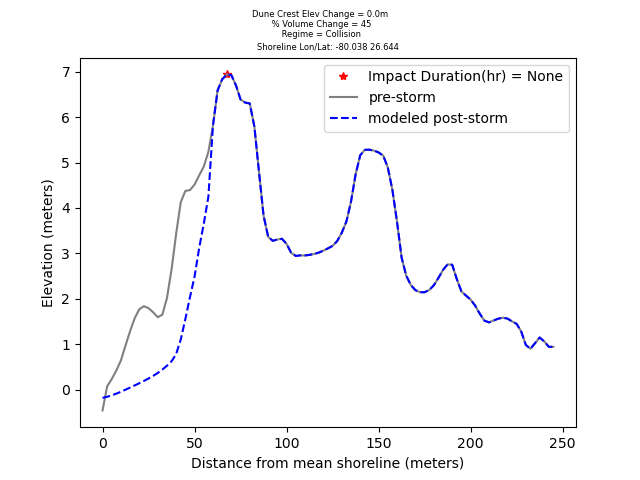 Dune Crest Elev Change = 0.0m
% Volume Change = 45
Regime = Collision
Shoreline Lon/Lat: -80.038 26.644
Impact Duration(hr) = None
pre-storm
modeled post-storm
7
6
5
4
3
2
1
0
Elevation (meters)
0 50 100 150 200 250
Distance from mean shoreline (meters)